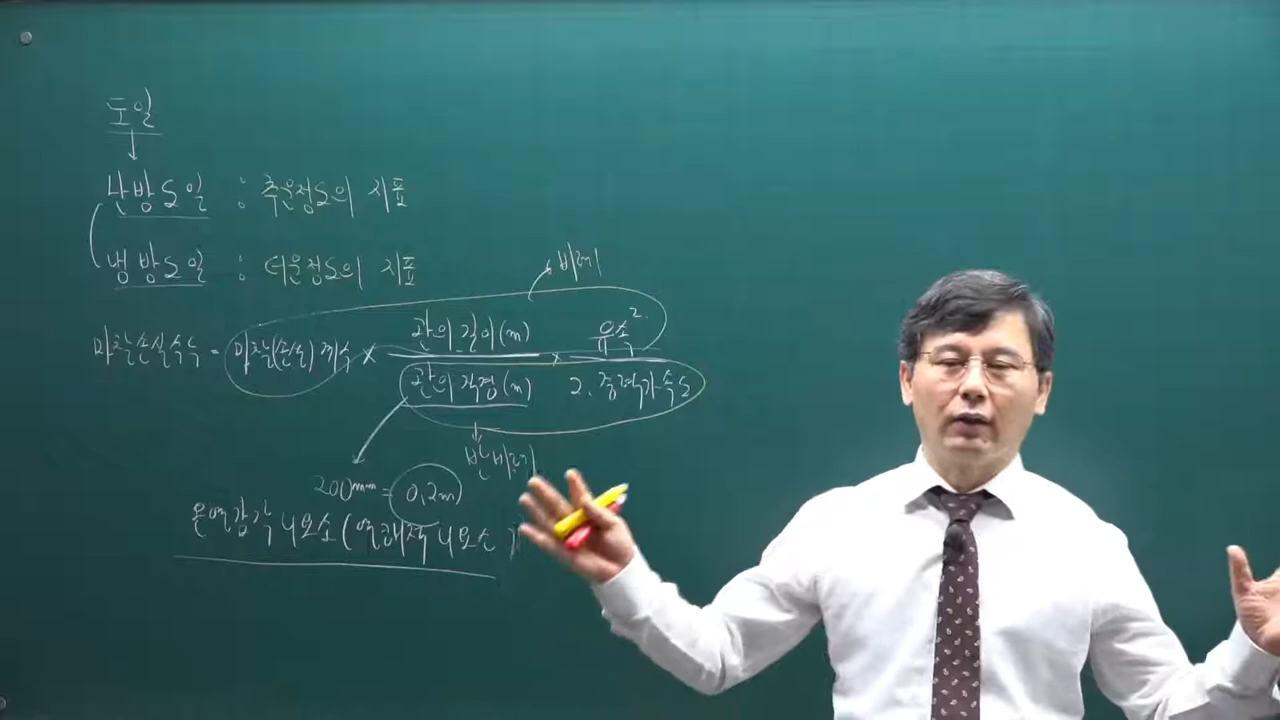 도일
난방도일 : 추운정도의 지표
냉방도일 : 더운정도의 지표
비례
마찰손실수두 = 마찰(손실)계수 × 관의 길이(m) × 유속².
관의 직경(m) 2. 중력가속도
반비례
200mm = 0.2m)
온열감각 4요소 (열쾌적 4요소)